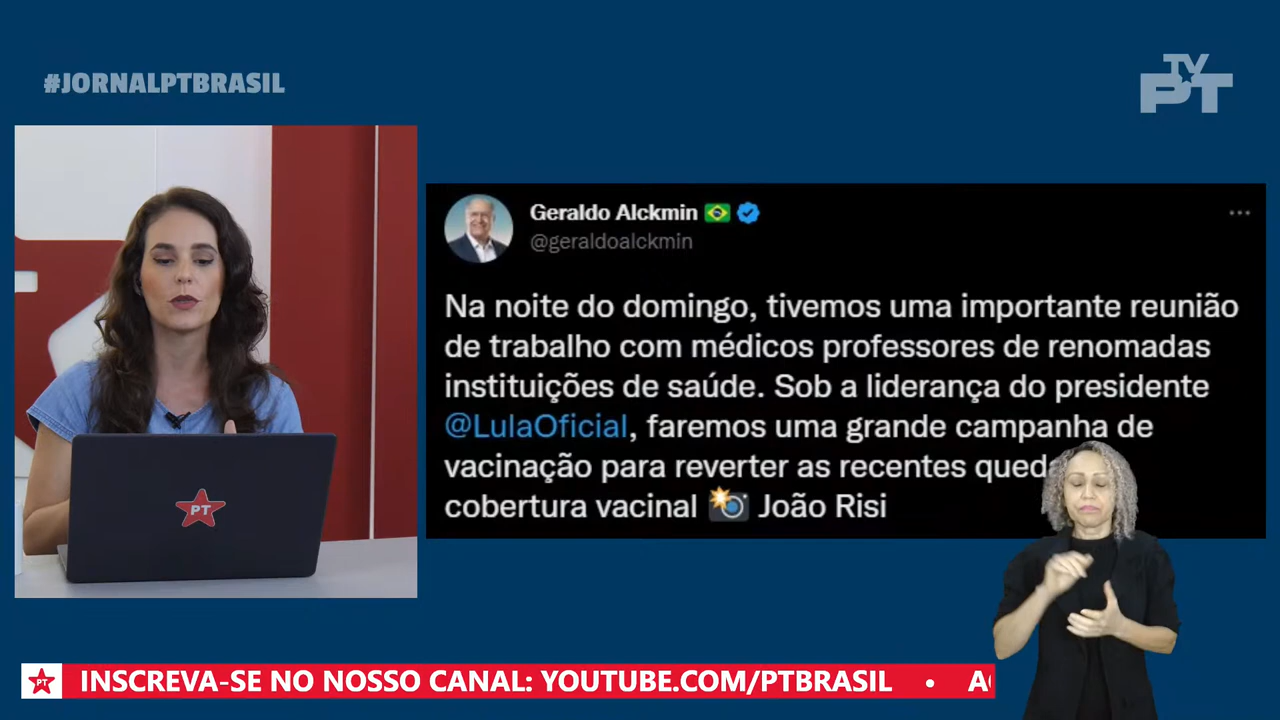 #JORNALPTBRASIL
TV
PT
Geraldo Alckmin
@geraldoalckmin
Na noite do domingo, tivemos uma importante reunião
de trabalho com médicos professores de renomadas
instituições de saúde. Sob a liderança do presidente
@LulaOficial, faremos uma grande campanha de
vacinação para reverter as recentes
cobertura vacinal 📸 João Risi
PT
PT
INSCREVA-SE NO NOSSO CANAL: YOUTUBE.COM/PTBRASIL •